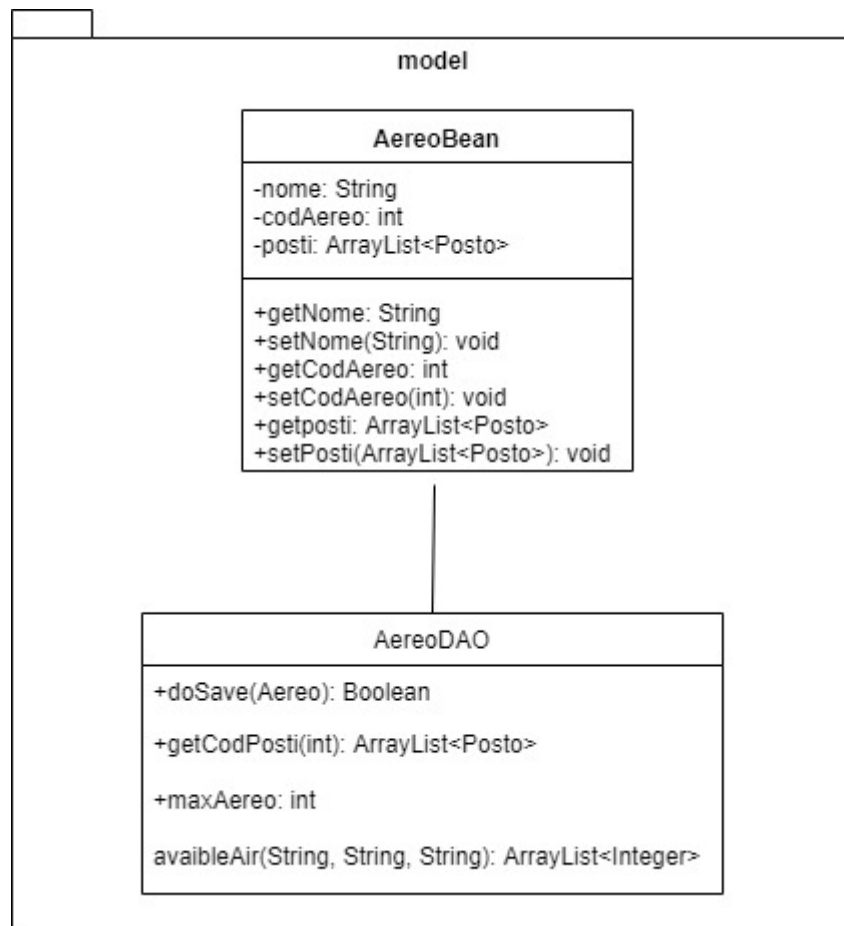 model
AereoBean
-nome: String
-codAereo: int
-posti: ArrayList<Posto>
+getNome: String
+setNome(String): void
+getCodAereo: int
+setCodAereo(int): void
+getposti: ArrayList<Posto>
+setPosti(ArrayList<Posto>): void
AereoDAO
+doSave(Aereo): Boolean
+getCodPosti(int): ArrayList<Posto>
+maxAereo: int
avaibleAir(String, String, String): ArrayList<Integer>